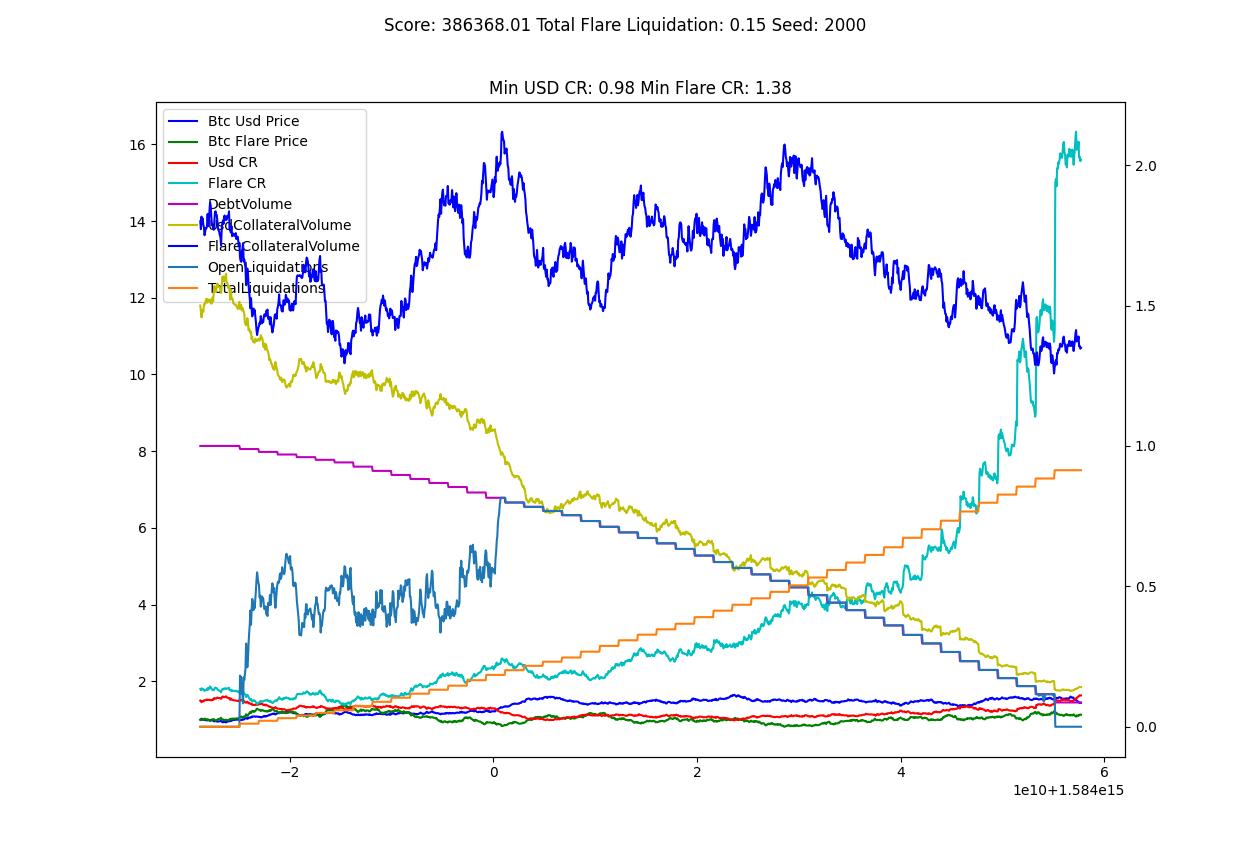 Score: 386368.01 Total Flare Liquidation: 0.15 Seed: 2000
Min USD CR: 0.98 Min Flare CR: 1.38
Btc Usd Price
Btc Flare Price
Usd CR
Flare CR
DebtVolume
UsdCollateralVolume
FlareCollateralVolume
OpenLiquidations
TotalLiquidations
16
14
12
10
8
6
4
2
2.0
1.5
1.0
0.5
0.0
−2
0
2
4
6
1e10+1.584e15